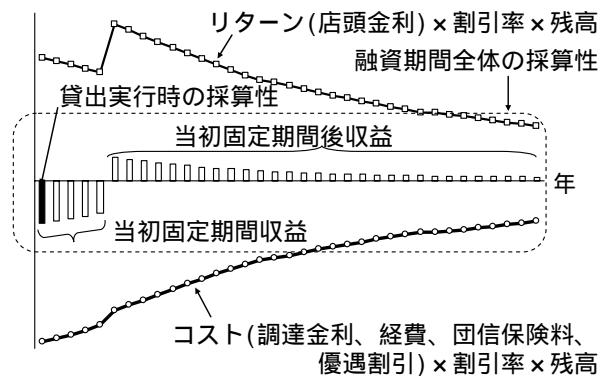 リターン(店頭金利)×割引率×残高
融資期間全体の採算性
貸出実行時の採算性
当初固定期間後収益
年
当初固定期間収益
コスト(調達金利、経費、団信保険料、
優遇割引)×割引率×残高